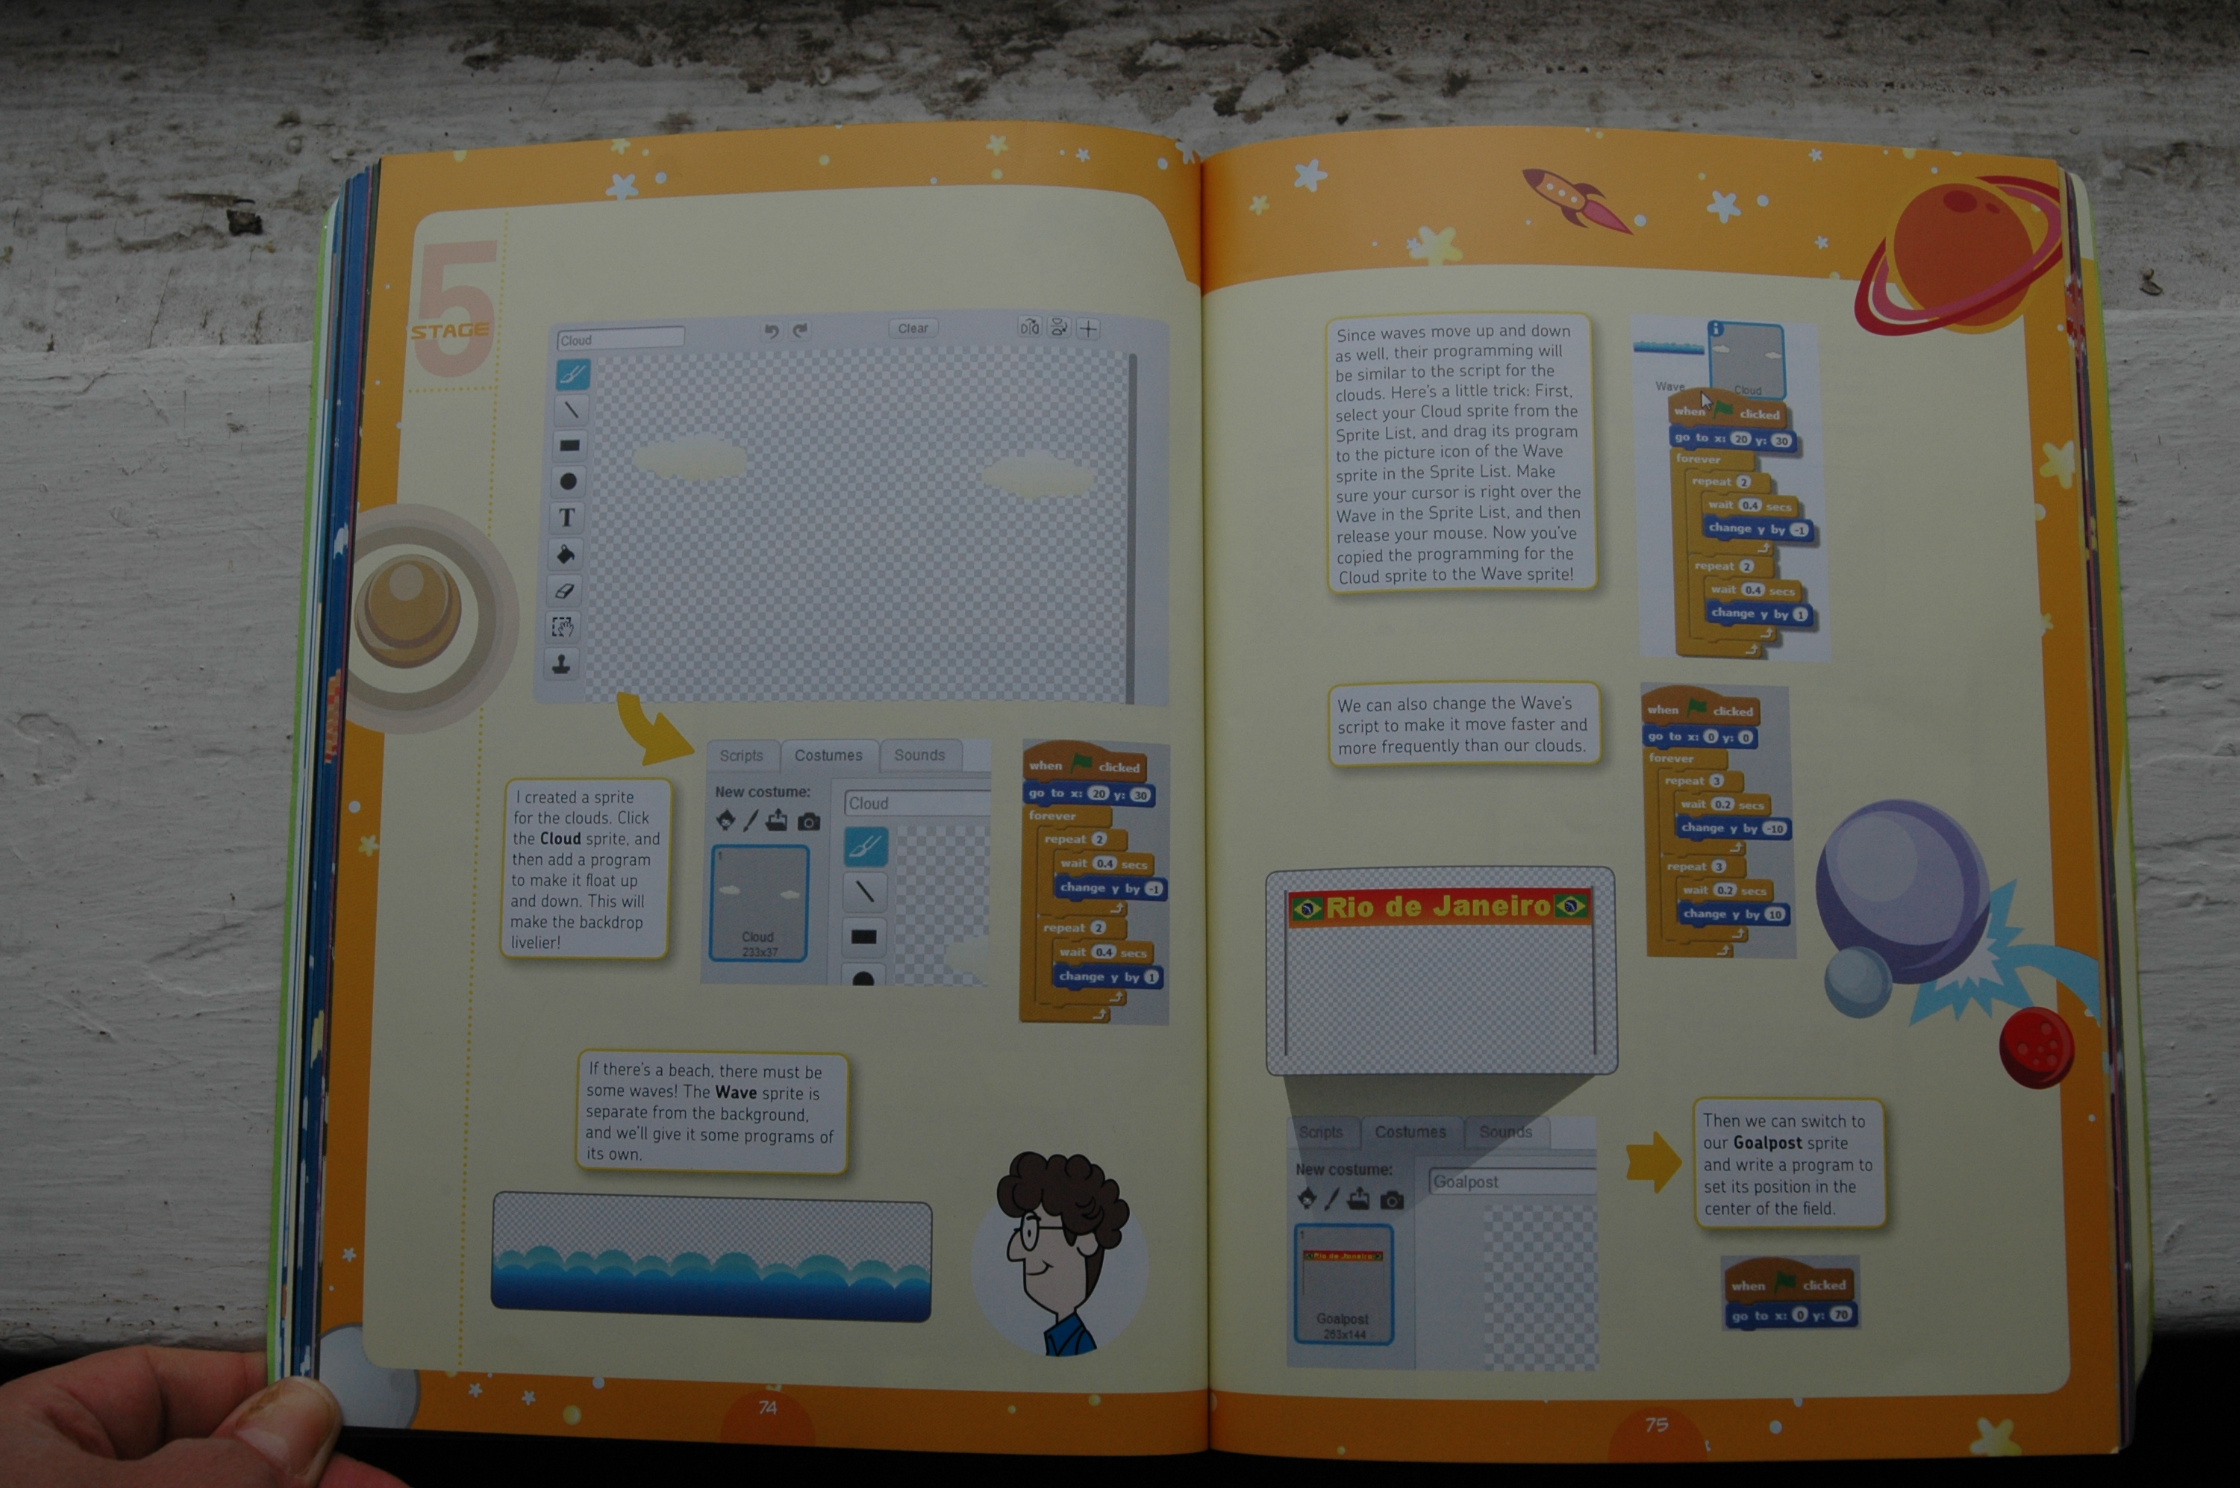 5
STAGE
Cloud
Clear
T
Scripts
Costumes
Sounds
New costume:
Cloud
1
Cloud
233x37
I created a sprite
for the clouds. Click
the Cloud sprite, and
then add a program
to make it float up
and down. This will
make the backdrop
livelier!
when clicked
go to x: 20 y: 30
forever
repeat 2
wait 0.4 secs
change y by -1
repeat 2
wait 0.4 secs
change y by 1
If there's a beach, there must be
some waves! The Wave sprite is
separate from the background,
and we'll give it some programs of
its own.
74
Since waves move up and down
as well, their programming will
be similar to the script for the
clouds. Here's a little trick: First,
select your Cloud sprite from the
Sprite List, and drag its program
to the picture icon of the Wave
sprite in the Sprite List. Make
sure your cursor is right over the
Wave in the Sprite List, and then
release your mouse. Now you've
copied the programming for the
Cloud sprite to the Wave sprite!
i
Wave
Cloud
when clicked
go to x: 20 y: 30
forever
repeat 2
wait 0.4 secs
change y by -1
repeat 2
wait 0.4 secs
change y by 1
We can also change the Wave's
script to make it move faster and
more frequently than our clouds.
when clicked
go to x: 0 y: 0
forever
repeat 3
wait 0.2 secs
change y by -10
repeat 3
wait 0.2 secs
change y by 10
Rio de Janeiro
Scripts
Costumes
Sounds
New costume:
Goalpost
1
Rio de Janeiro
Goalpost
263x144
Then we can switch to
our Goalpost sprite
and write a program to
set its position in the
center of the field.
when clicked
go to x: 0 y: 70
75